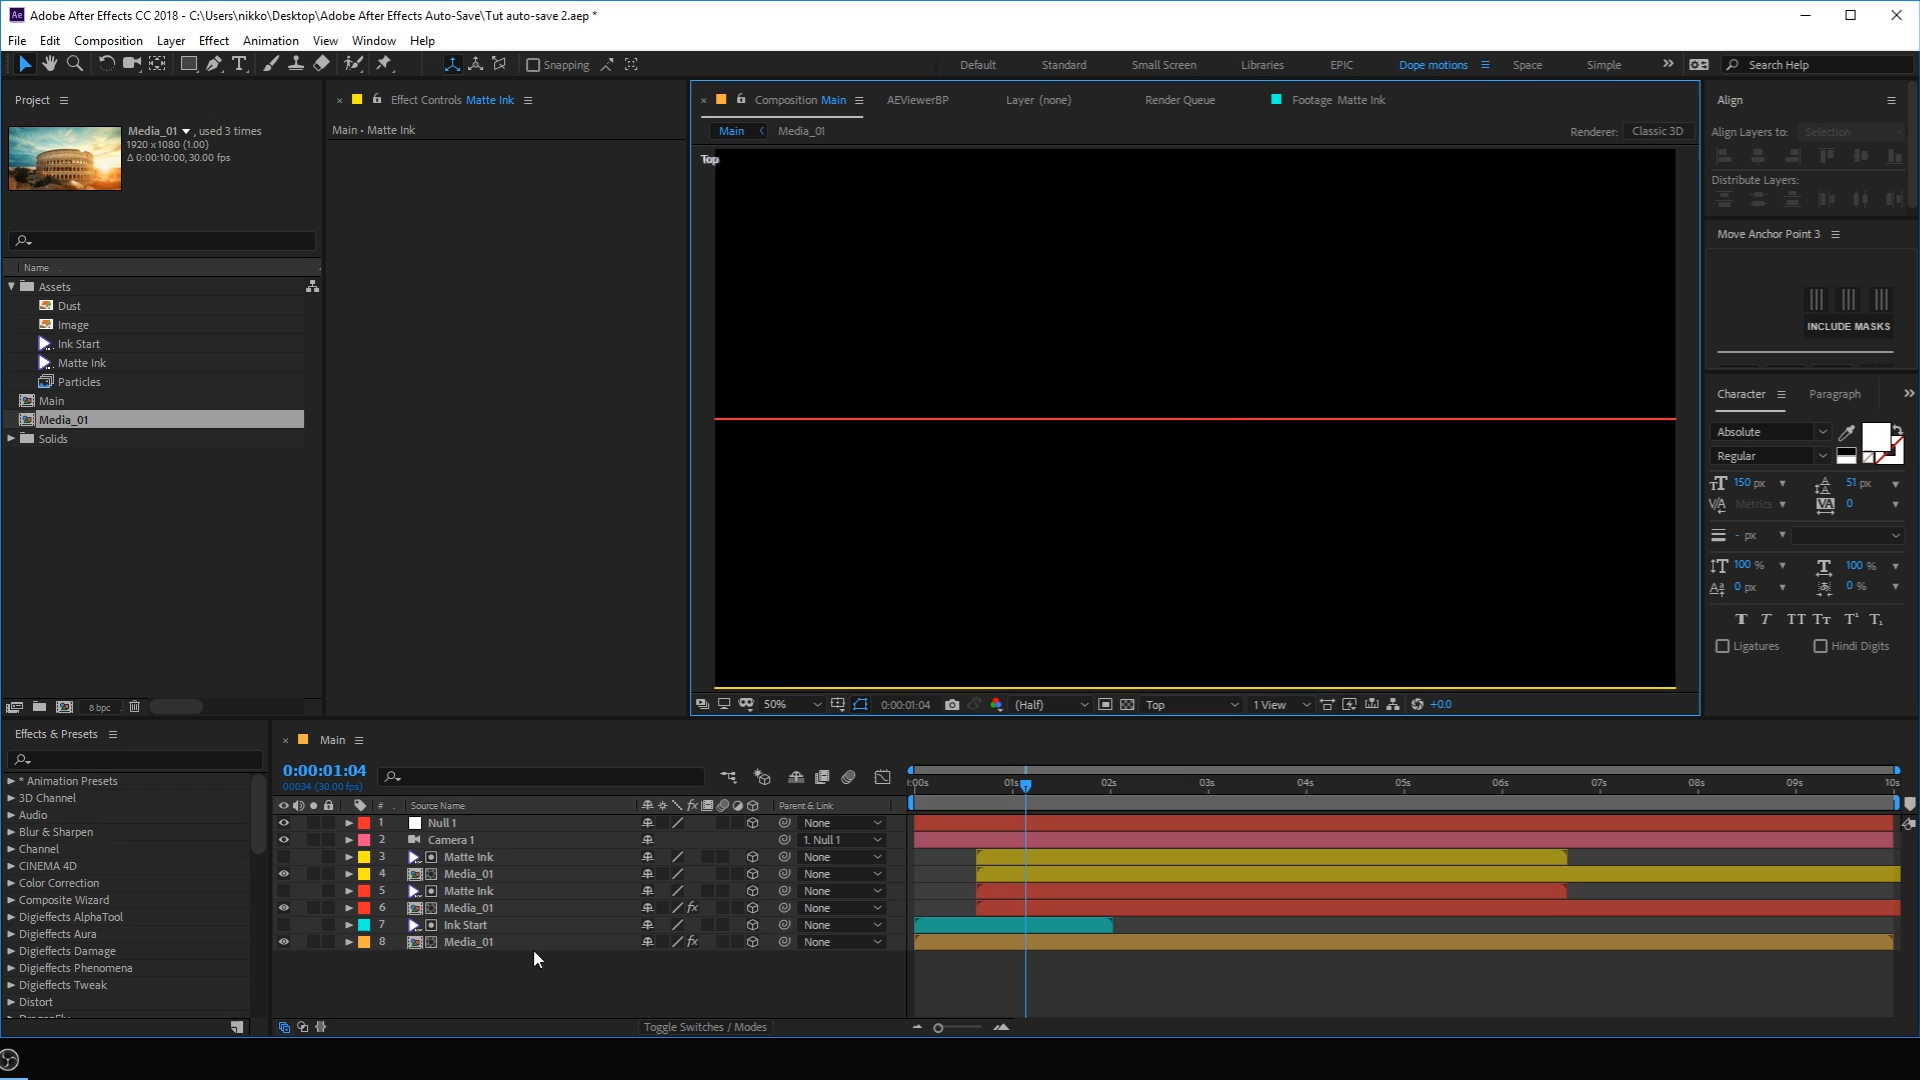 Adobe After Effects CC 2018 - C:\Users\nikko\Desktop\Adobe After Effects Auto-Save\Tut auto-save 2.aep *
File Edit Composition Layer Effect Animation View Window Help
Snapping Default Standard Small Screen Libraries EPIC Dope motions Space Simple Search Help
Project
Effect Controls Matte Ink
Composition Main AEViewerBP Layer (none) Render Queue Footage Matte Ink
Align
Media_01 , used 3 times
1920 x 1080 (1.00)
Δ 0:00:10:00, 30.00 fps
Main • Matte Ink
Main Media_01 Renderer: Classic 3D
Top
Align Layers to: Selection
Distribute Layers:
Move Anchor Point 3
INCLUDE MASKS
Name
Assets
Dust
Image
Ink Start
Matte Ink
Particles
Main
Media_01
Solids
Character Paragraph
Absolute
Regular
150 px 51 px
Metrics 0
- px
100 % 100 %
0 px 0 %
Ligatures Hindi Digits
8 bpc
50% 0:00:01:04 (Half) Top 1 View +0.0
Effects & Presets
* Animation Presets
3D Channel
Audio
Blur & Sharpen
Channel
CINEMA 4D
Color Correction
Composite Wizard
Digieffects AlphaTool
Digieffects Aura
Digieffects Damage
Digieffects Phenomena
Digieffects Tweak
Distort
Main
0:00:01:04
00034 (30.00 fps)
:00s 01s 02s 03s 04s 05s 06s 07s 08s 09s 10s
# Source Name Parent & Link
1 Null 1 None
2 Camera 1 1. Null 1
3 Matte Ink None
4 Media_01 None
5 Matte Ink None
6 Media_01 None
7 Ink Start None
8 Media_01 None
Toggle Switches / Modes